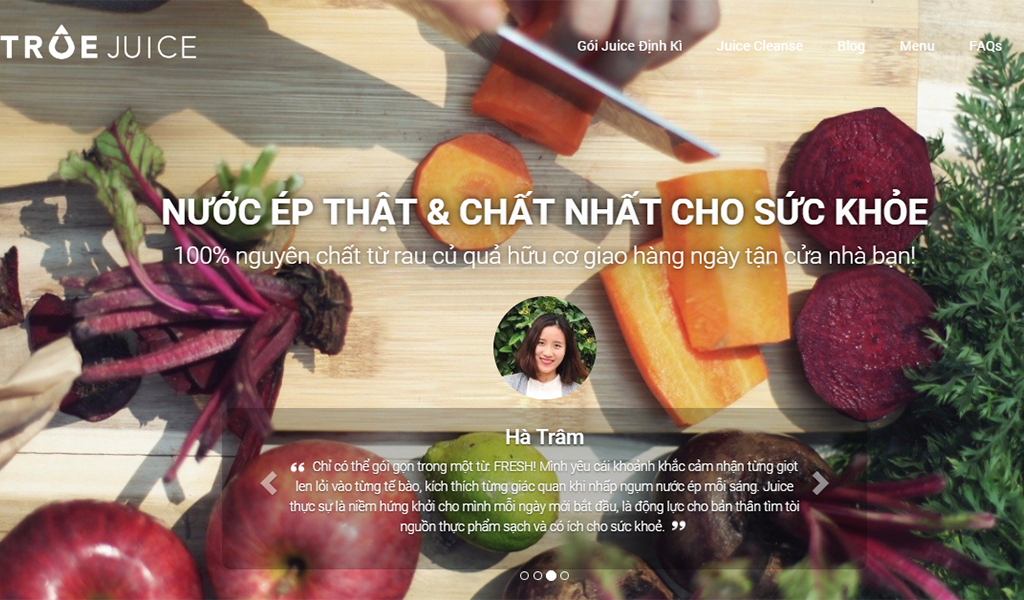 TRUE JUICE
Gói Juice Định Kì Juice Cleanse Blog Menu FAQs
NƯỚC ÉP THẬT & CHẤT NHẤT CHO SỨC KHỎE
100% nguyên chất từ rau củ quả hữu cơ giao hàng ngày tận cửa nhà bạn!
Hà Trâm
“ Chỉ có thể gói gọn trong một từ: FRESH! Mình yêu cái khoảnh khắc cảm nhận từng giọt
len lỏi vào từng tế bào, kích thích từng giác quan khi nhấp ngụm nước ép mỗi sáng. Juice
thực sự là niềm hứng khởi cho mình mỗi ngày mới bắt đầu, là động lực cho bản thân tìm tòi
nguồn thực phẩm sạch và có ích cho sức khoẻ. ”